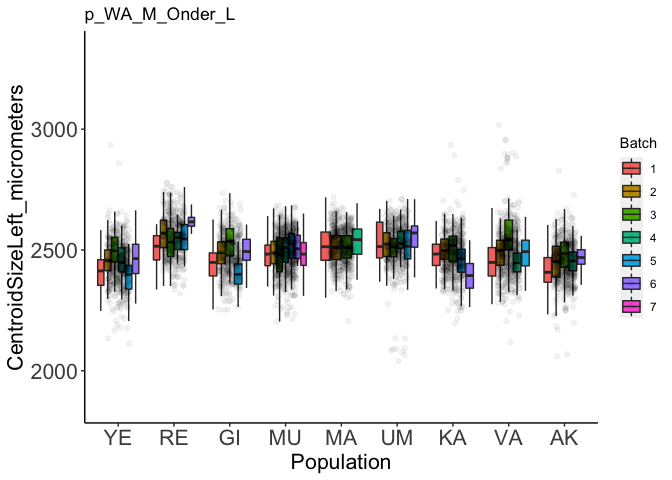 p_WA_M_Onder_L
CentroidSizeLeft_micrometers
3000
2500
2000
YE RE GI MU MA UM KA VA AK
Population
Batch
1
2
3
4
5
6
7